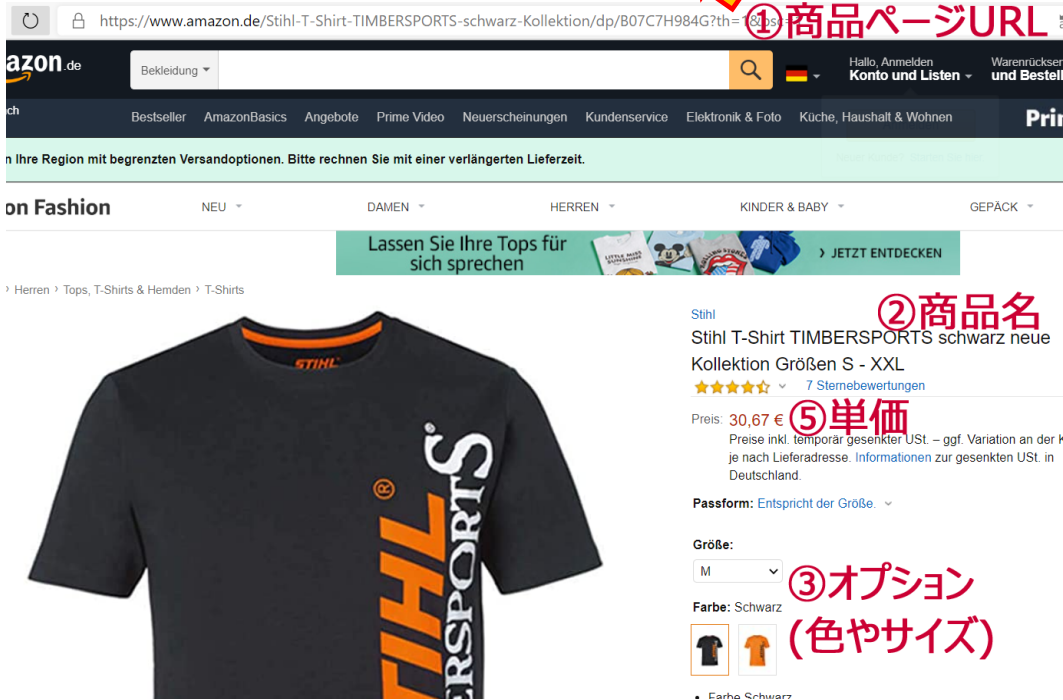 https://www.amazon.de/Stihl-T-Shirt-TIMBERSPORTS-schwarz-Kollektion/dp/B07C7H984G?th=1&psc=
①商品ページURL
azon.de
Bekleidung
Hallo, Anmelden
Konto und Listen
Warenrücksen
und Bestell
ch
Bestseller AmazonBasics Angebote Prime Video Neuerscheinungen Kundenservice Elektronik & Foto Küche, Haushalt & Wohnen
Prin
n Ihre Region mit begrenzten Versandoptionen. Bitte rechnen Sie mit einer verlängerten Lieferzeit.
on Fashion NEU DAMEN HERREN KINDER & BABY GEPÄCK
Lassen Sie Ihre Tops für
sich sprechen
› JETZT ENTDECKEN
› Herren › Tops, T-Shirts & Hemden › T-Shirts
②商品名
Stihl
Stihl T-Shirt TIMBERSPORTS schwarz neue
Kollektion Größen S - XXL
7 Sternebewertungen
Preis: 30,67 €
⑤単価
Preise inkl. temporär gesenkter USt. – ggf. Variation an der K
je nach Lieferadresse. Informationen zur gesenkten USt. in
Deutschland.
Passform: Entspricht der Größe.
Größe:
M
③オプション
(色やサイズ)
Farbe: Schwarz
• Farbe Schwarz
STIHL
STIHL®
TIMBERSPORTS®